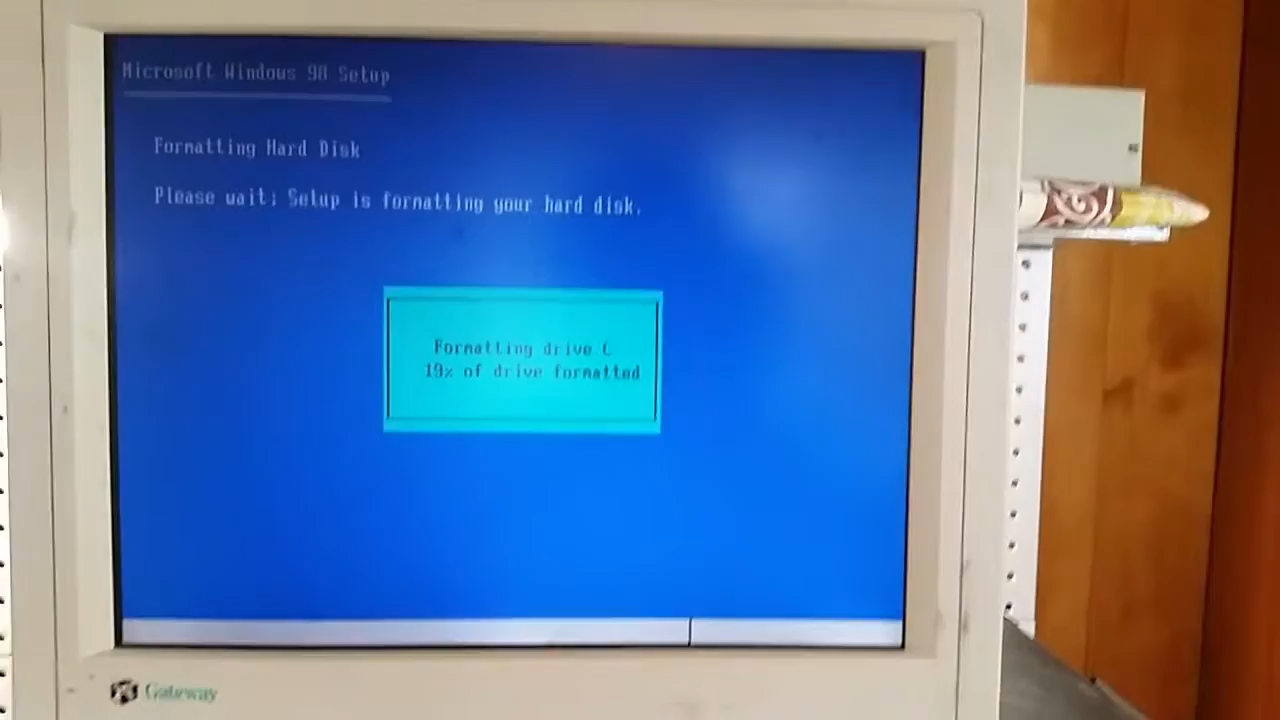 Microsoft Windows 98 Setup
Formatting Hard Disk
Please wait; Setup is formatting your hard disk.
Formatting drive C
19% of drive formatted
Gateway